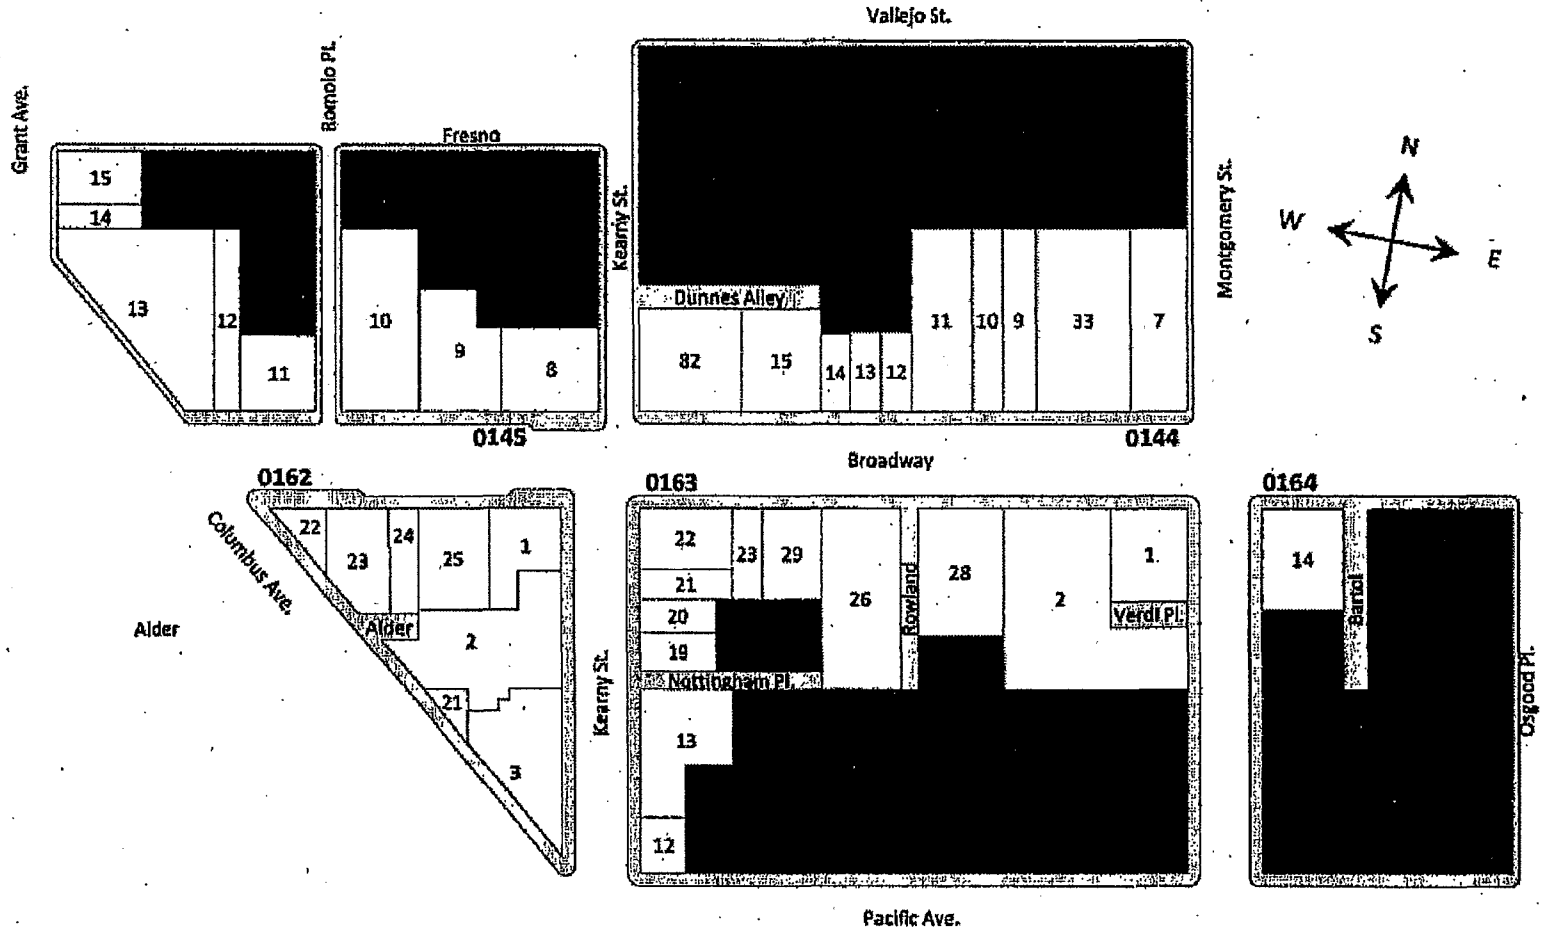 Vallejo St.
Grant Ave.
Romolo Pl.
Fresno
Kearny St.
Montgomery St.
N
W
E
S
15
14
13
12
11
10
9
8
Dunnes Alley
82
15
14
13
12
11
10
9
33
7
0145
0144
Broadway
0162
0163
0164
Columbus Ave.
22
23
24
25
1
Alder
Alder
2
21
3
Kearny St.
22
23
29
21
20
19
Nottingham Pl.
26
Rowland
28
2
1
Verdi Pl.
13
12
14
Bartol
Osgood Pl.
Pacific Ave.